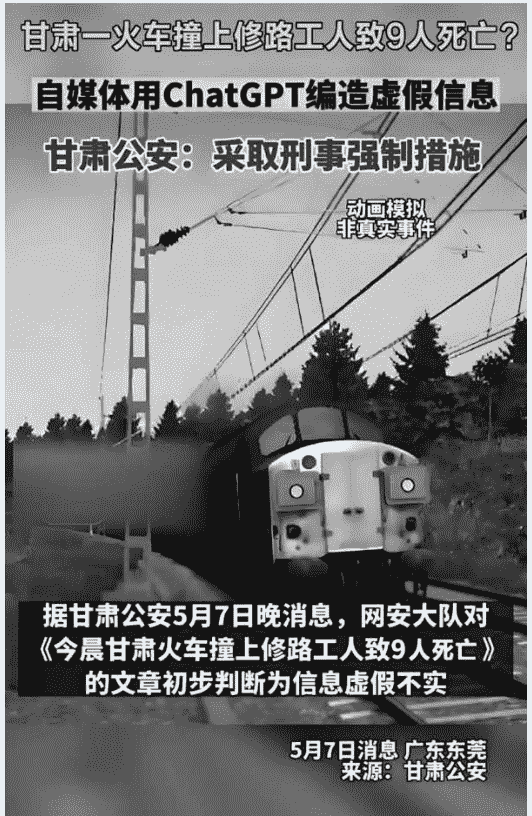 甘肃一火车撞上修路工人致9人死亡？
自媒体用ChatGPT编造虚假信息
甘肃公安：采取刑事强制措施
动画模拟
非真实事件
据甘肃公安5月7日晚消息，网安大队对
《今晨甘肃火车撞上修路工人致9人死亡》
的文章初步判断为信息虚假不实
5月7日消息 广东东莞
来源：甘肃公安